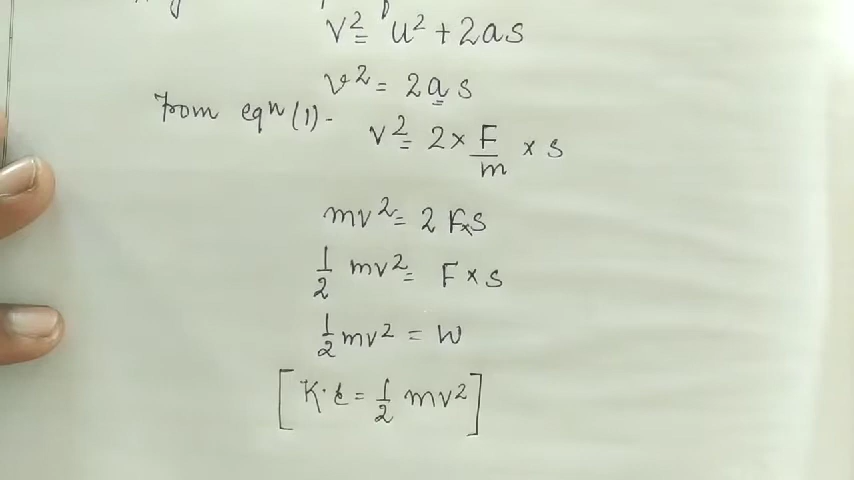 v² = u² + 2as
v² = 2as
from eqn (1) - v² = 2 × F/m × s
mv² = 2 F×s
1/2 mv² = F × s
1/2 mv² = W
[K.E = 1/2 mv²]